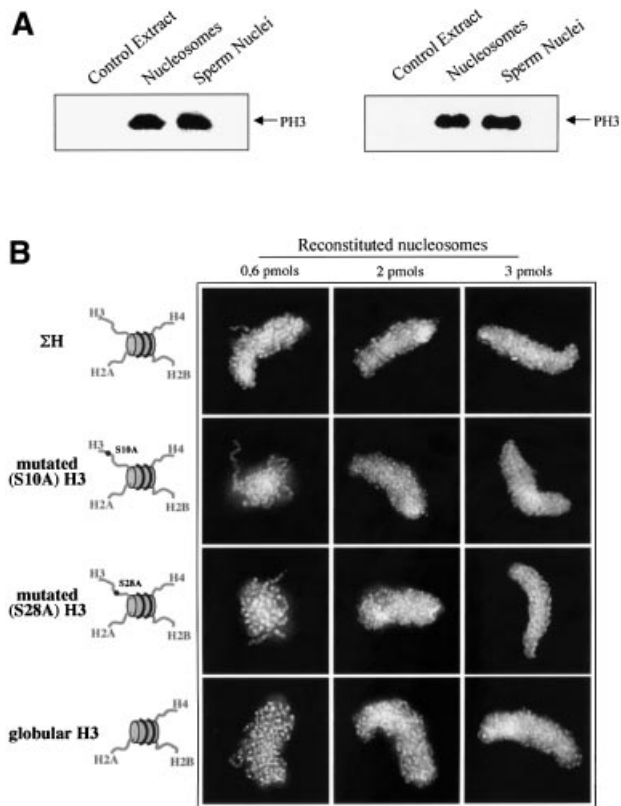 A
Control Extract
Nucleosomes
Sperm Nuclei
PH3
Control Extract
Nucleosomes
Sperm Nuclei
PH3
B
Reconstituted nucleosomes
0,6 pmols 2 pmols 3 pmols
ΣH
H3 H4
H2A H2B
mutated
(S10A) H3
H3 S10A H4
H2A H2B
mutated
(S28A) H3
H3 S28A H4
H2A H2B
globular H3
H4
H2A H2B